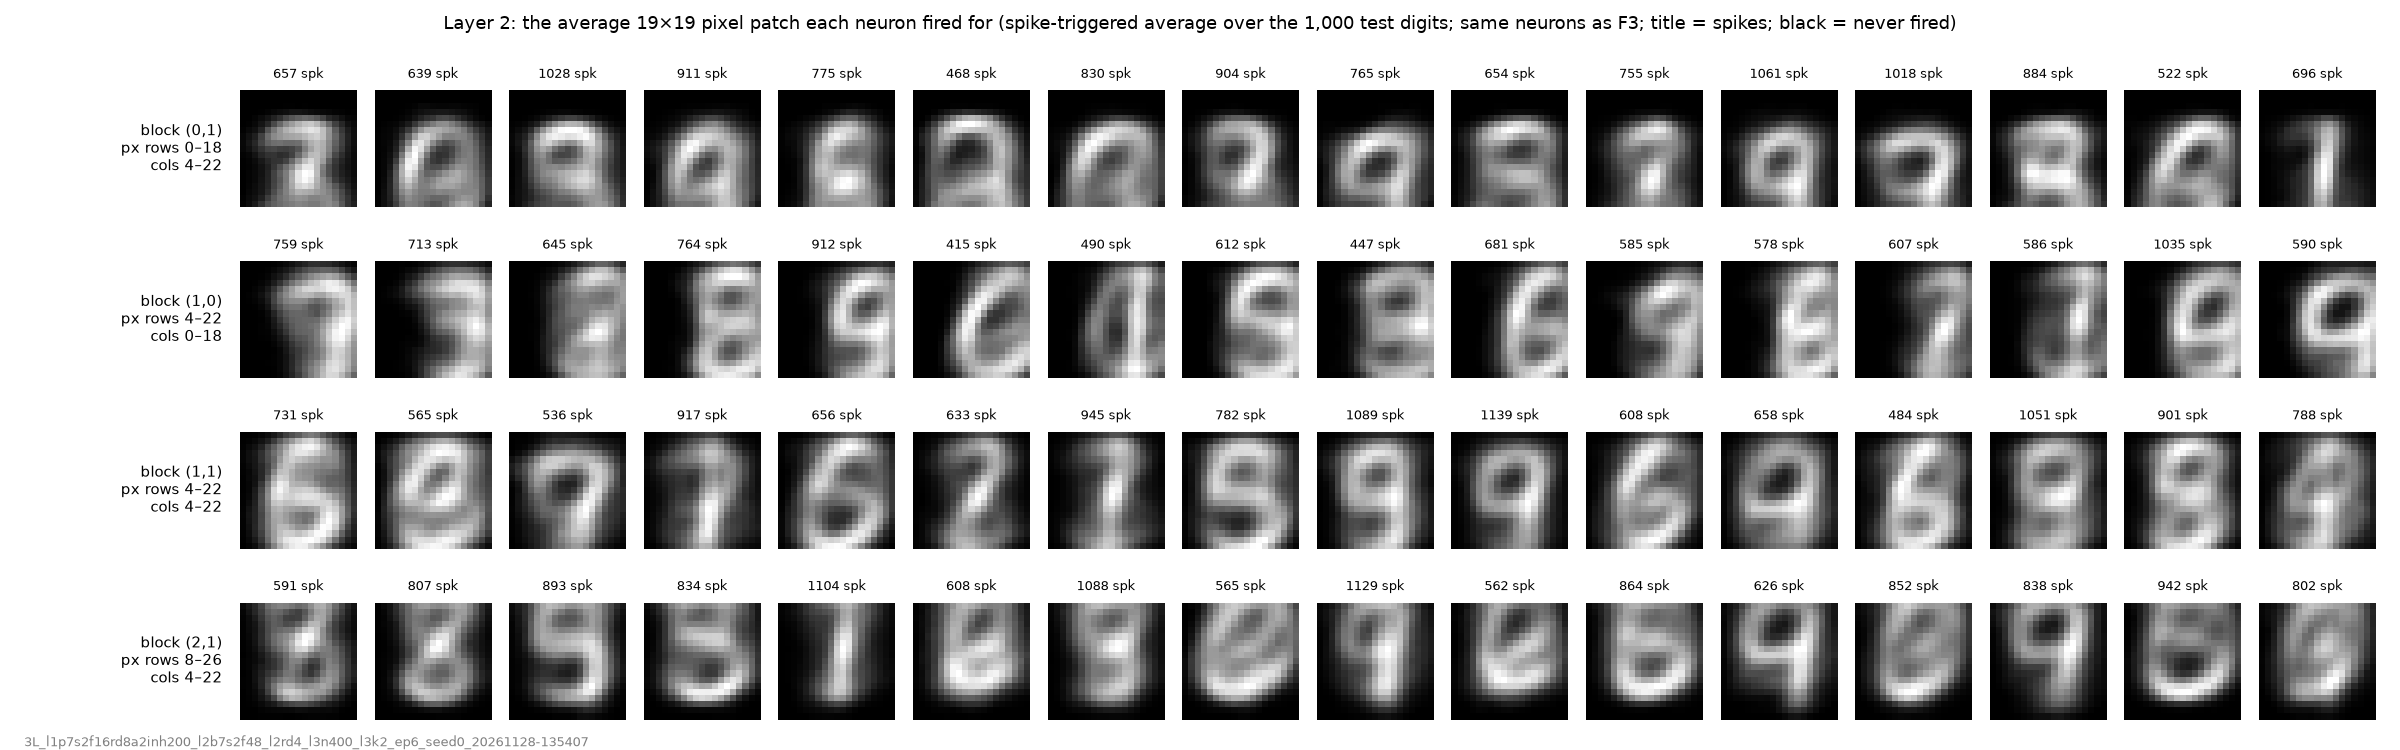 Layer 2: the average 19×19 pixel patch each neuron fired for (spike-triggered average over the 1,000 test digits; same neurons as F3; title = spikes; black = never fired)
657 spk 639 spk 1028 spk 911 spk 775 spk 468 spk 830 spk 904 spk 765 spk 654 spk 755 spk 1061 spk 1018 spk 884 spk 522 spk 696 spk
block (0,1)
px rows 0–18
cols 4–22
759 spk 713 spk 645 spk 764 spk 912 spk 415 spk 490 spk 612 spk 447 spk 681 spk 585 spk 578 spk 607 spk 586 spk 1035 spk 590 spk
block (1,0)
px rows 4–22
cols 0–18
731 spk 565 spk 536 spk 917 spk 656 spk 633 spk 945 spk 782 spk 1089 spk 1139 spk 608 spk 658 spk 484 spk 1051 spk 901 spk 788 spk
block (1,1)
px rows 4–22
cols 4–22
591 spk 807 spk 893 spk 834 spk 1104 spk 608 spk 1088 spk 565 spk 1129 spk 562 spk 864 spk 626 spk 852 spk 838 spk 942 spk 802 spk
block (2,1)
px rows 8–26
cols 4–22
3L_l1p7s2f16rd8a2inh200_l2b7s2f48_l2rd4_l3n400_l3k2_ep6_seed0_20261128-135407